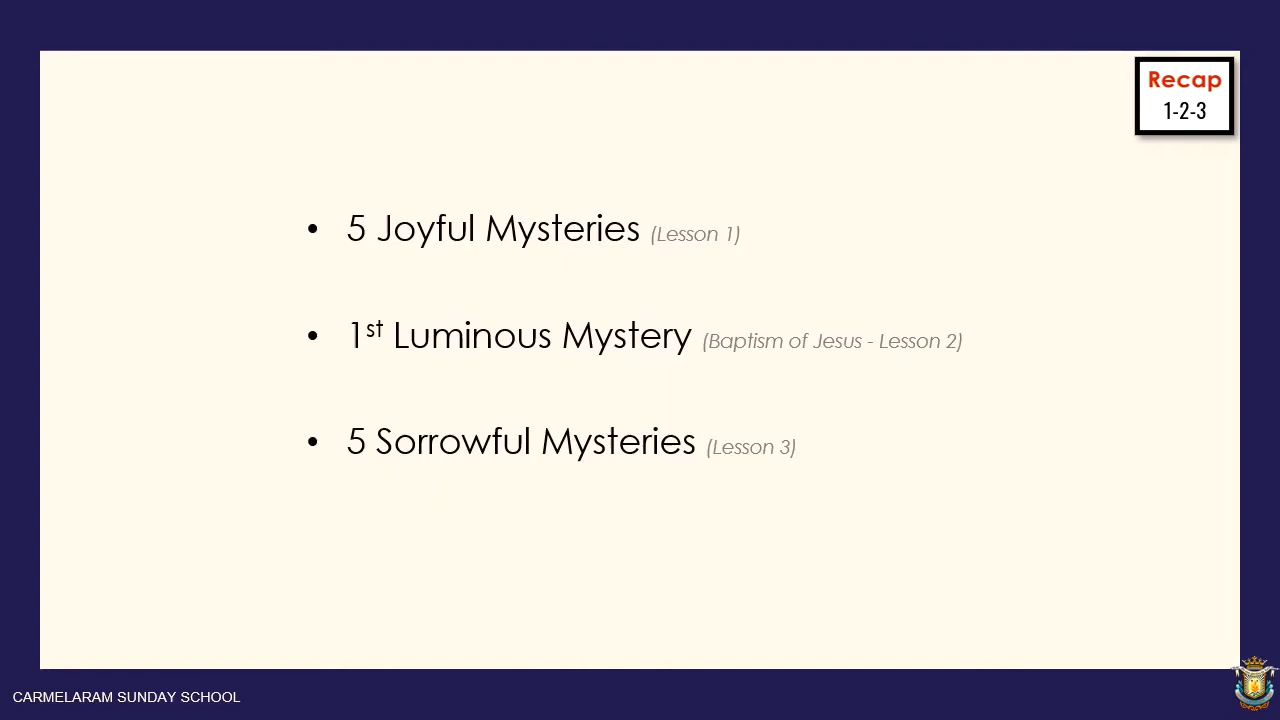 Recap
1-2-3
• 5 Joyful Mysteries (Lesson 1)
• 1st Luminous Mystery (Baptism of Jesus - Lesson 2)
• 5 Sorrowful Mysteries (Lesson 3)
CARMELARAM SUNDAY SCHOOL